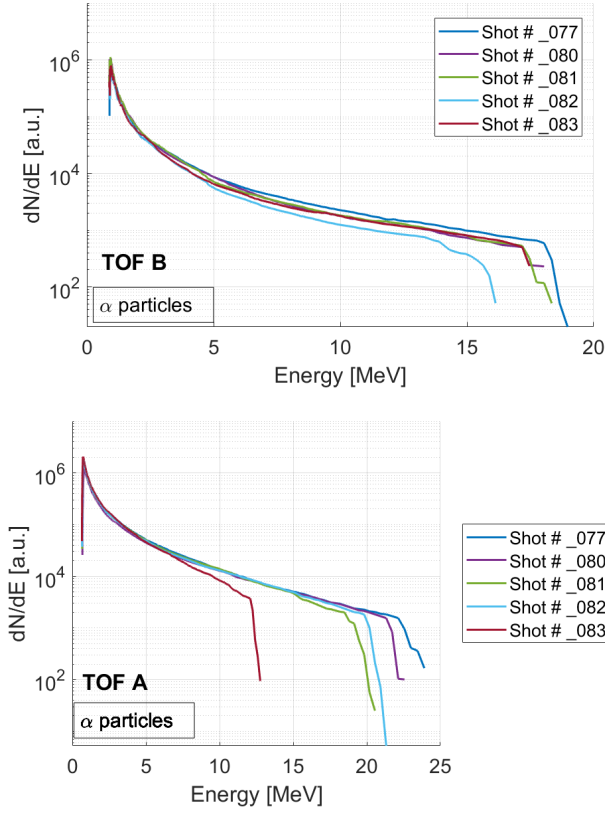 dN/dE [a.u.]
10^6
10^4
10^2
Shot # _077
Shot # _080
Shot # _081
Shot # _082
Shot # _083
TOF B
α particles
0 5 10 15 20
Energy [MeV]
dN/dE [a.u.]
10^6
10^4
10^2
Shot # _077
Shot # _080
Shot # _081
Shot # _082
Shot # _083
TOF A
α particles
0 5 10 15 20 25
Energy [MeV]